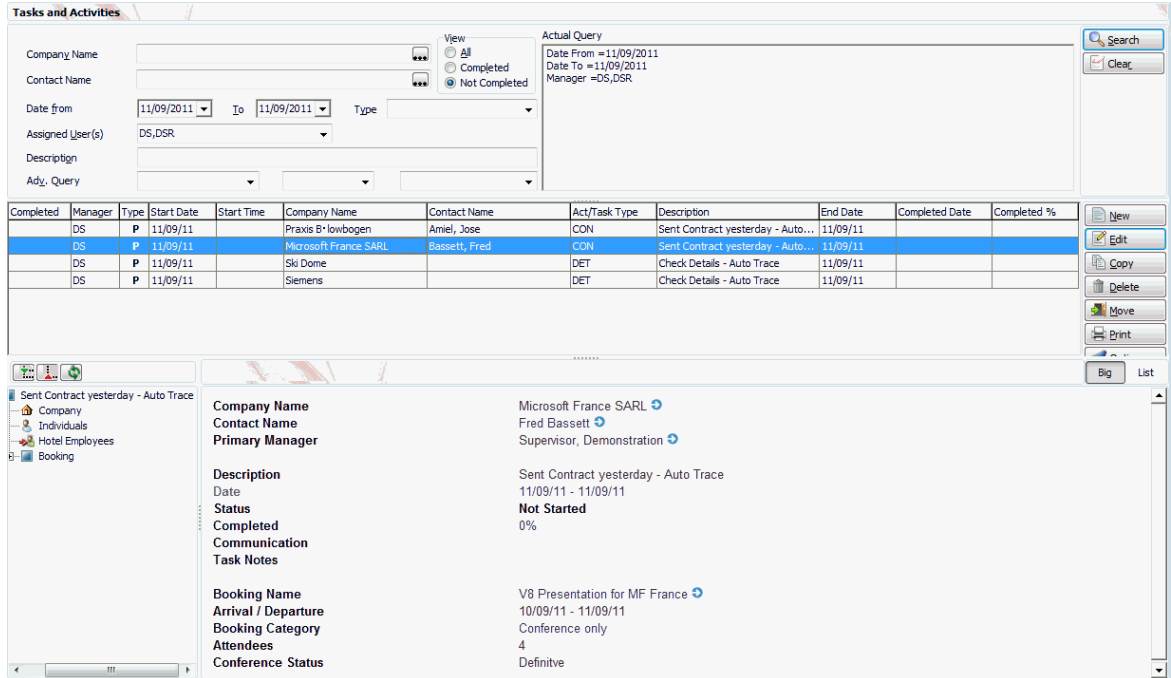 Tasks and Activities
Company Name
Contact Name
View
All
Completed
Not Completed
Actual Query
Date From =11/09/2011
Date To =11/09/2011
Manager =DS,DSR
Search
Clear
Date from 11/09/2011 To 11/09/2011 Type
Assigned User(s) DS,DSR
Description
Adv. Query
Completed Manager Type Start Date Start Time Company Name Contact Name Act/Task Type Description End Date Completed Date Completed %
DS P 11/09/11 Praxis B·lowbogen Amiel, Jose CON Sent Contract yesterday - Auto... 11/09/11
DS P 11/09/11 Microsoft France SARL Bassett, Fred CON Sent Contract yesterday - Auto... 11/09/11
DS P 11/09/11 Ski Dome DET Check Details - Auto Trace 11/09/11
DS P 11/09/11 Siemens DET Check Details - Auto Trace 11/09/11
New
Edit
Copy
Delete
Move
Print
Big List
Sent Contract yesterday - Auto Trace
Company
Individuals
Hotel Employees
Booking
Company Name Microsoft France SARL
Contact Name Fred Bassett
Primary Manager Supervisor, Demonstration
Description Sent Contract yesterday - Auto Trace
Date 11/09/11 - 11/09/11
Status Not Started
Completed 0%
Communication
Task Notes
Booking Name V8 Presentation for MF France
Arrival / Departure 10/09/11 - 11/09/11
Booking Category Conference only
Attendees 4
Conference Status Definitve